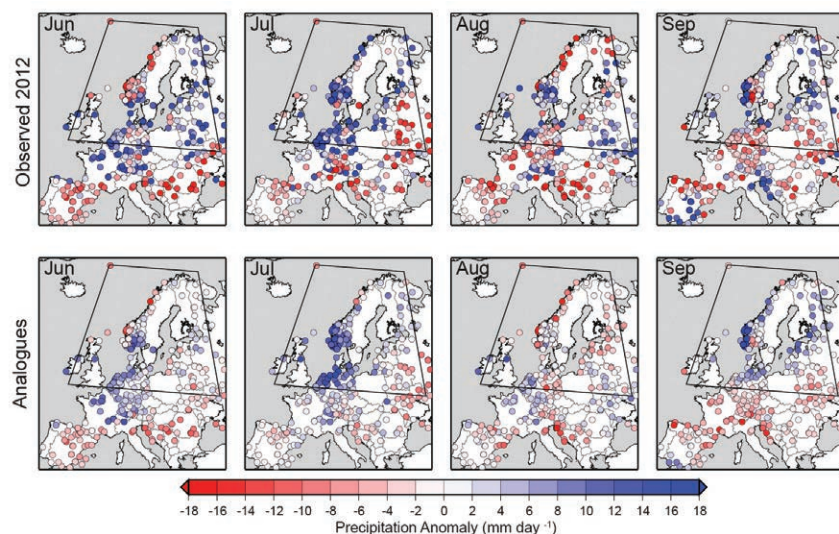 Jun Jul Aug Sep
Observed 2012
Jun Jul Aug Sep
Analogues
-18 -16 -14 -12 -10 -8 -6 -4 -2 0 2 4 6 8 10 12 14 16 18
Precipitation Anomaly (mm day -1)